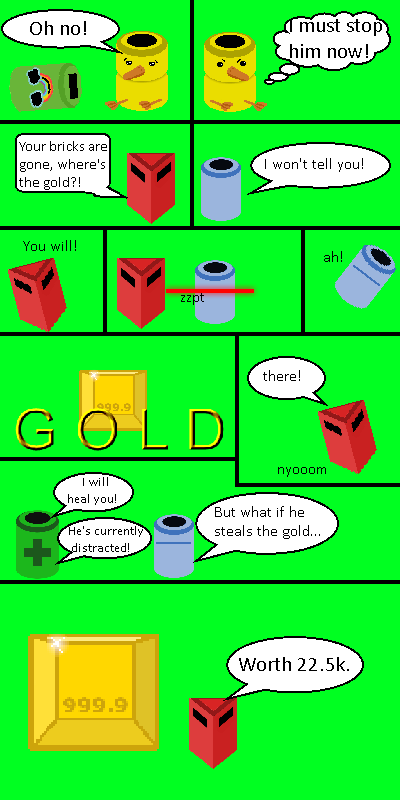 Oh no!
I must stop
him now!
Your bricks are
gone, where's
the gold?!
I won't tell you!
You will!
zzpt
ah!
999.9
GOLD
there!
nyooom
I will
heal you!
He's currently
distracted!
But what if he
steals the gold...
999.9
Worth 22.5k.